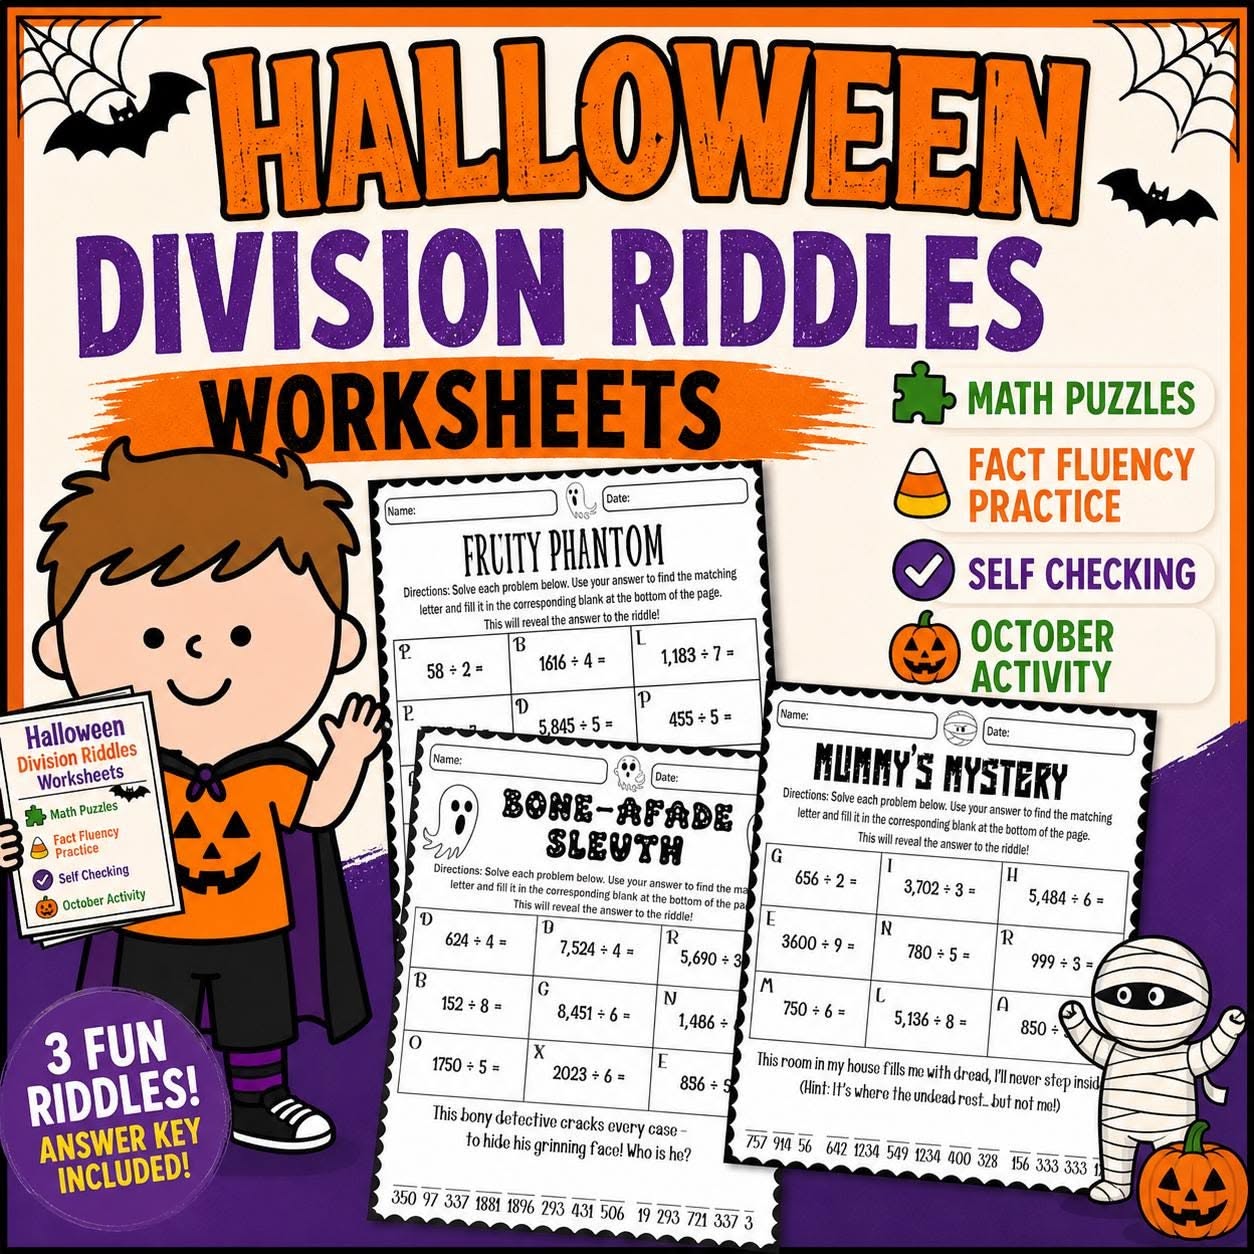 HALLOWEEN
DIVISION RIDDLES
WORKSHEETS
MATH PUZZLES
FACT FLUENCY
PRACTICE
SELF CHECKING
OCTOBER
ACTIVITY
Name:
Date:
FRUITY PHANTOM
Directions: Solve each problem below. Use your answer to find the matching
letter and fill it in the corresponding blank at the bottom of the page.
This will reveal the answer to the riddle!
P. 58 ÷ 2 =
B 1616 ÷ 4 =
L 1,183 ÷ 7 =
D 5,845 ÷ 5 =
P 455 ÷ 5 =
Halloween
Division Riddles
Worksheets
Math Puzzles
Fact Fluency
Practice
Self Checking
October Activity
Name:
Date:
BONE-AFADE
SLEUTH
Directions: Solve each problem below. Use your answer to find the ma
letter and fill it in the corresponding blank at the bottom of the pa
This will reveal the answer to the riddle!
D 624 ÷ 4 =
D 7,524 ÷ 4 =
R 5,690 ÷ 3
B 152 ÷ 8 =
G 8,451 ÷ 6 =
N 1,486 ÷
O 1750 ÷ 5 =
X 2023 ÷ 6 =
E 856 ÷ 5
This bony detective cracks every case –
to hide his grinning face! Who is he?
350 97 337 1881 1896 293 431 506 19 293 721 337 3
Name:
Date:
MUMMY'S MYSTERY
Directions: Solve each problem below. Use your answer to find the matching
letter and fill it in the corresponding blank at the bottom of the page.
This will reveal the answer to the riddle!
G 656 ÷ 2 =
I 3,702 ÷ 3 =
H 5,484 ÷ 6 =
E 3600 ÷ 9 =
N 780 ÷ 5 =
R 999 ÷ 3 =
M 750 ÷ 6 =
L 5,136 ÷ 8 =
A 850 ÷
This room in my house fills me with dread, I'll never step insid
(Hint: It's where the undead rest... but not me!)
757 914 56 642 1234 549 1234 400 328 156 333 333 1
3 FUN
RIDDLES!
ANSWER KEY
INCLUDED!